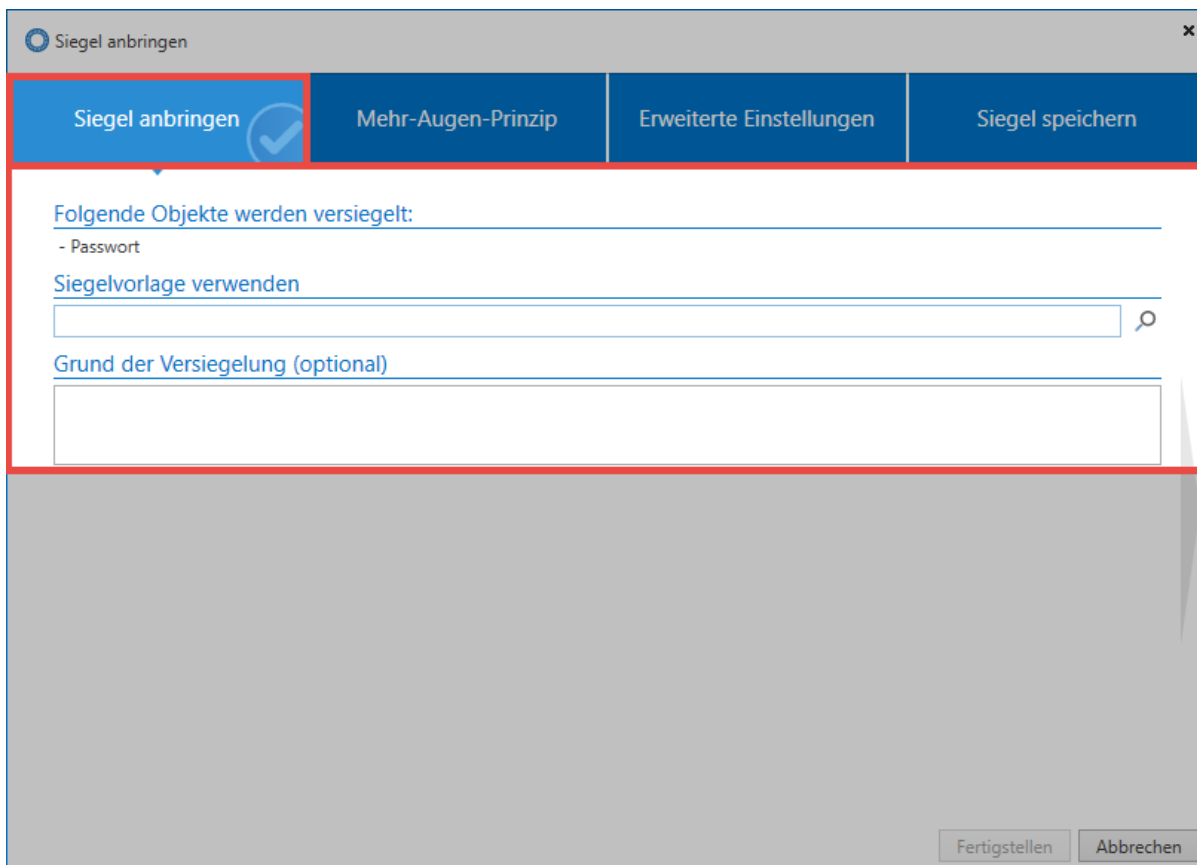 Siegel anbringen
Siegel anbringen Mehr-Augen-Prinzip Erweiterte Einstellungen Siegel speichern
Folgende Objekte werden versiegelt:
- Passwort
Siegelvorlage verwenden
Grund der Versiegelung (optional)
Fertigstellen Abbrechen